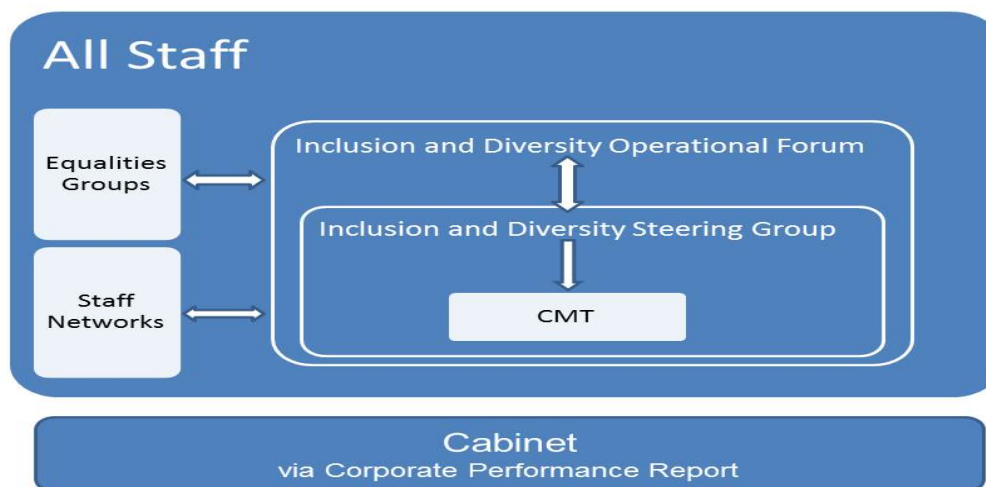 All Staff
Equalities
Groups
Inclusion and Diversity Operational Forum
Inclusion and Diversity Steering Group
Staff
Networks
CMT
Cabinet
via Corporate Performance Report